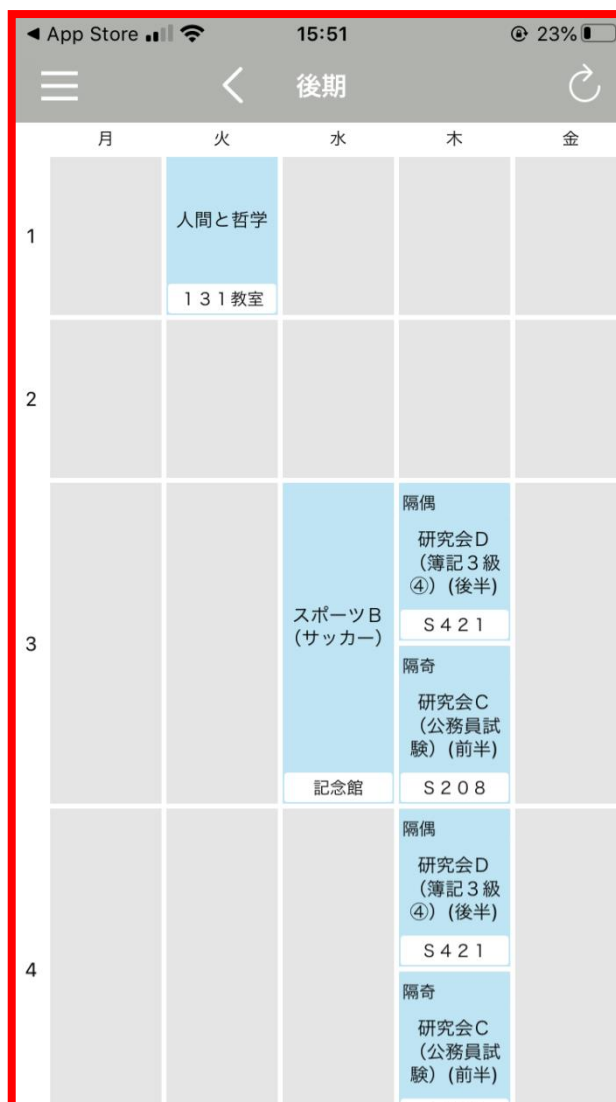 ◀ App Store 15:51 23%
後期
月 火 水 木 金
1
人間と哲学
１３１教室
2
3
スポーツＢ
（サッカー）
記念館
隔偶
研究会Ｄ
（簿記３級
④）(後半)
Ｓ４２１
隔奇
研究会Ｃ
（公務員試
験）(前半)
Ｓ２０８
4
隔偶
研究会Ｄ
（簿記３級
④）(後半)
Ｓ４２１
隔奇
研究会Ｃ
（公務員試
験）(前半)